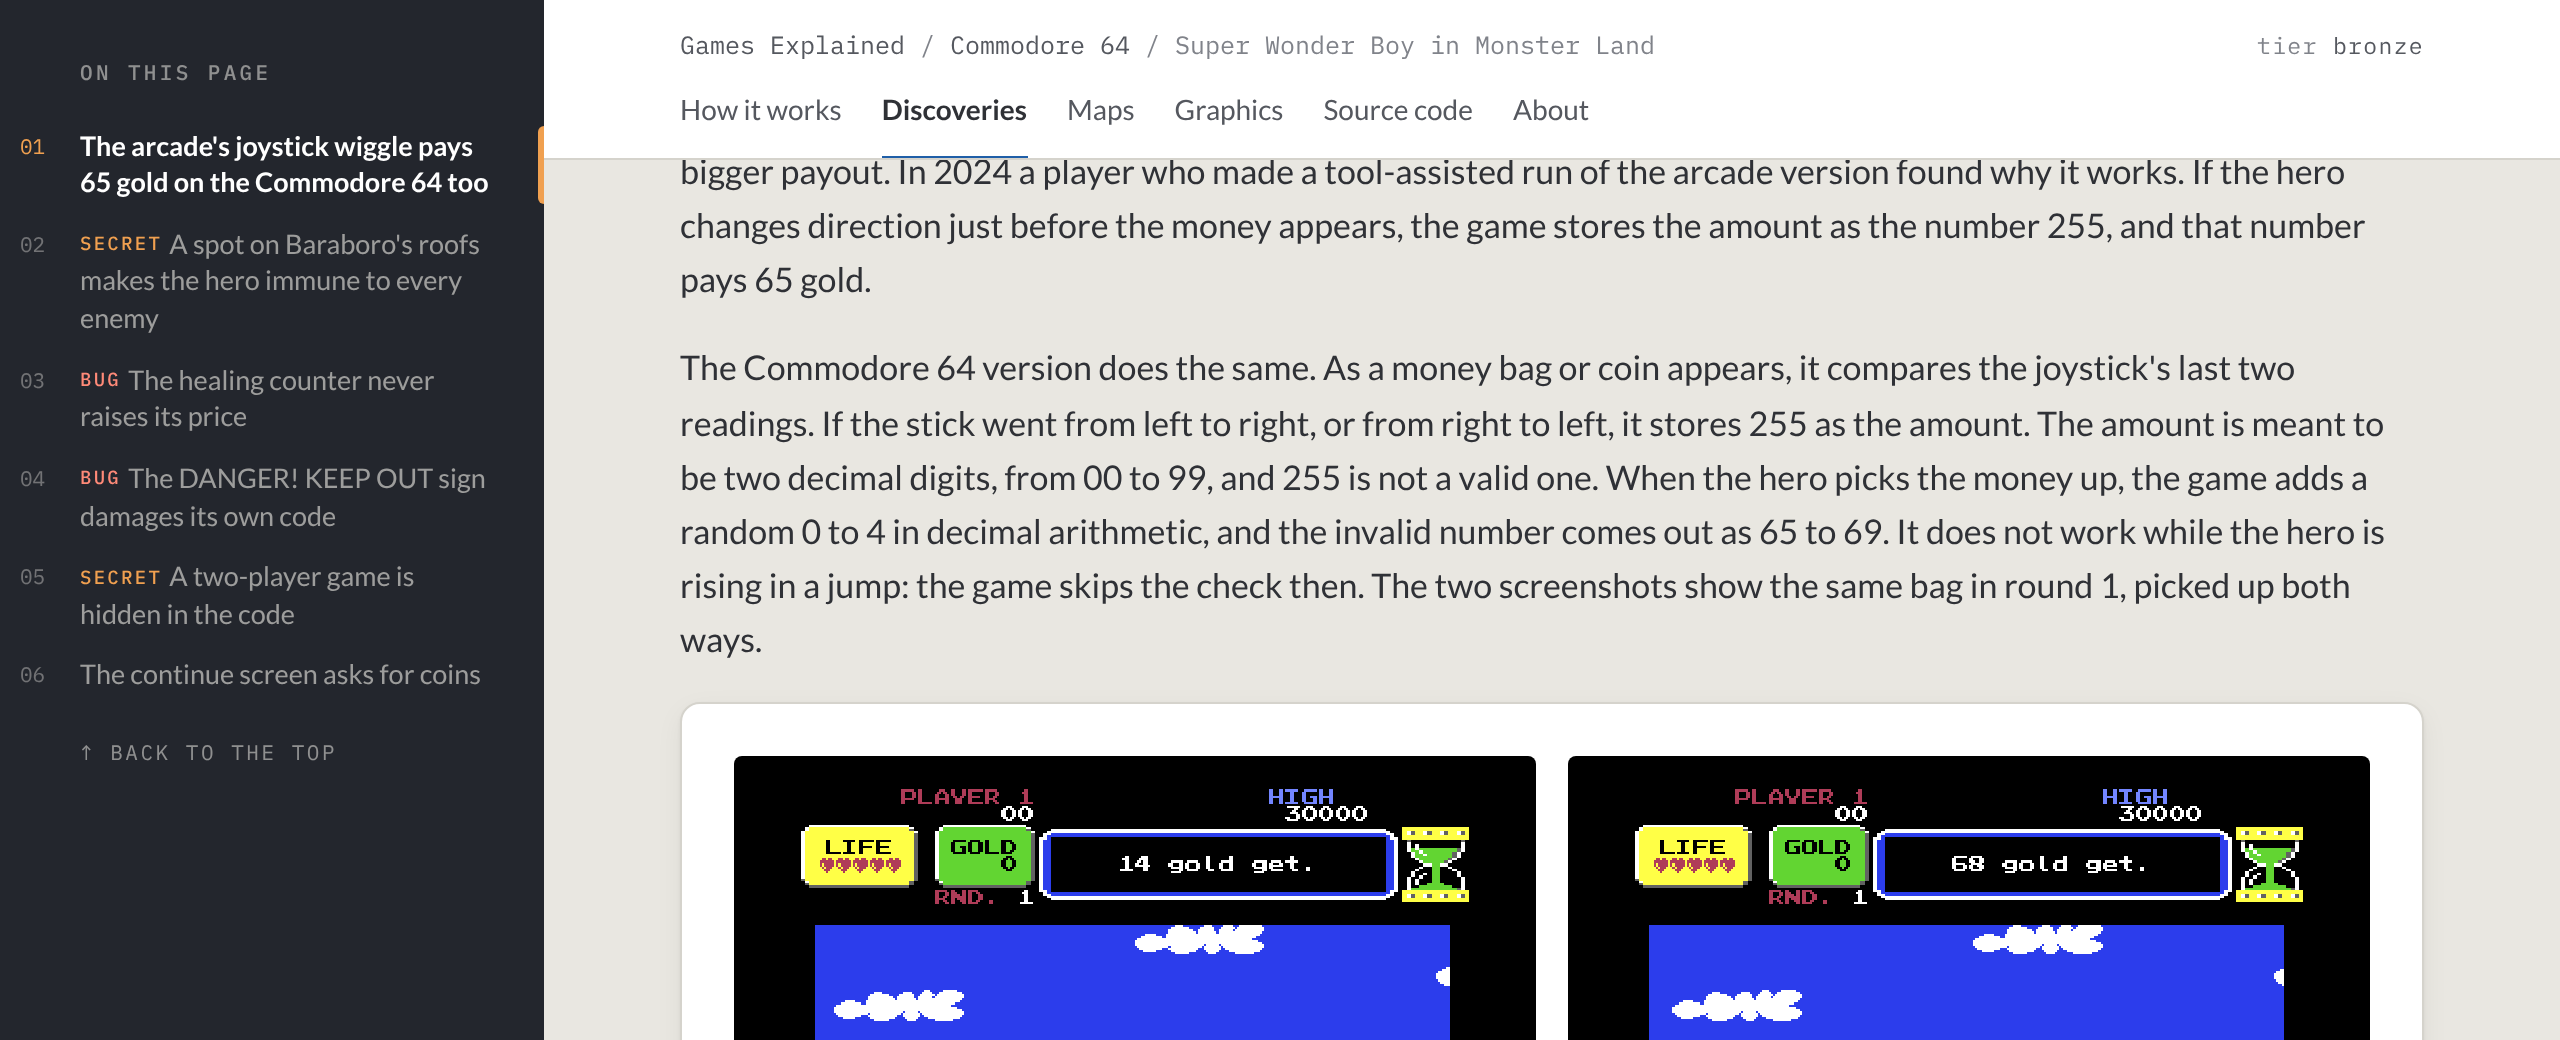 ON THIS PAGE
01 The arcade's joystick wiggle pays
65 gold on the Commodore 64 too
02 SECRET A spot on Baraboro's roofs
makes the hero immune to every
enemy
03 BUG The healing counter never
raises its price
04 BUG The DANGER! KEEP OUT sign
damages its own code
05 SECRET A two-player game is
hidden in the code
06 The continue screen asks for coins
↑ BACK TO THE TOP
Games Explained / Commodore 64 / Super Wonder Boy in Monster Land
tier bronze
How it works Discoveries Maps Graphics Source code About
bigger payout. In 2024 a player who made a tool-assisted run of the arcade version found why it works. If the hero
changes direction just before the money appears, the game stores the amount as the number 255, and that number
pays 65 gold.
The Commodore 64 version does the same. As a money bag or coin appears, it compares the joystick's last two
readings. If the stick went from left to right, or from right to left, it stores 255 as the amount. The amount is meant to
be two decimal digits, from 00 to 99, and 255 is not a valid one. When the hero picks the money up, the game adds a
random 0 to 4 in decimal arithmetic, and the invalid number comes out as 65 to 69. It does not work while the hero is
rising in a jump: the game skips the check then. The two screenshots show the same bag in round 1, picked up both
ways.
PLAYER 1 HIGH
00 30000
LIFE GOLD
0
14 gold get.
RND. 1
PLAYER 1 HIGH
00 30000
LIFE GOLD
0
68 gold get.
RND. 1